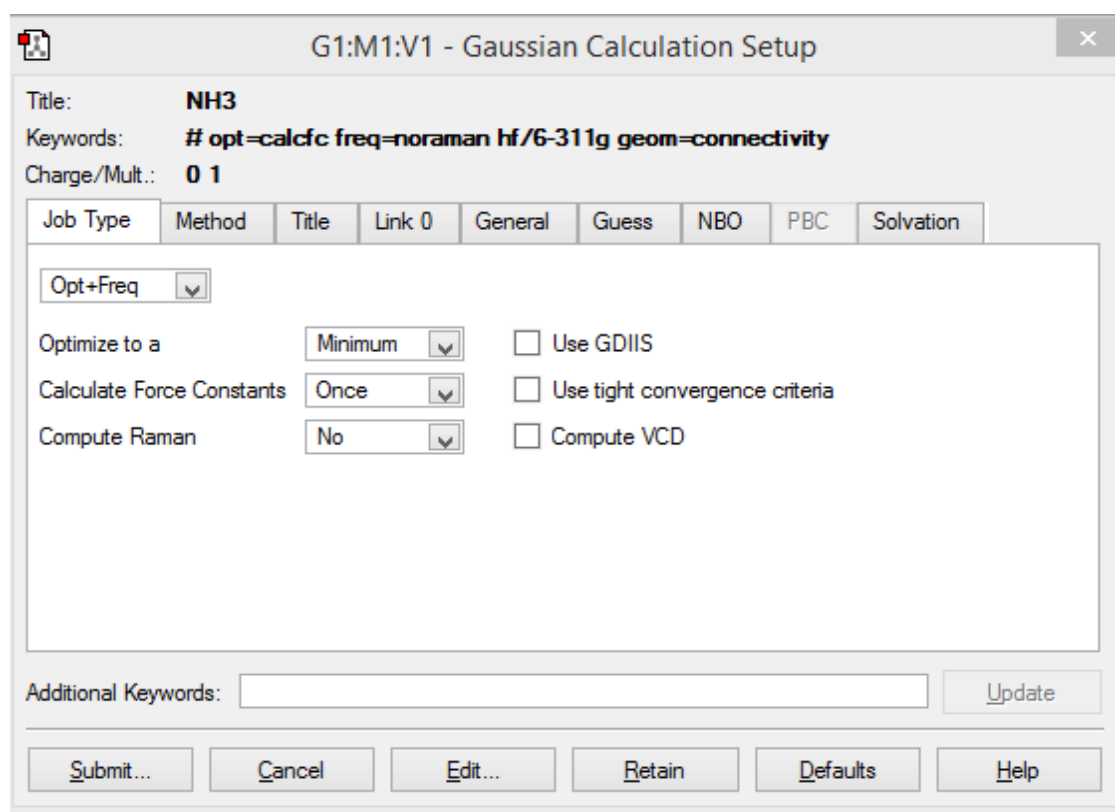 G1:M1:V1 - Gaussian Calculation Setup
Title: NH3
Keywords: # opt=calcfc freq=noraman hf/6-311g geom=connectivity
Charge/Mult.: 0 1
Job Type Method Title Link 0 General Guess NBO PBC Solvation
Opt+Freq
Optimize to a Minimum Use GDIIS
Calculate Force Constants Once Use tight convergence criteria
Compute Raman No Compute VCD
Additional Keywords: Update
Submit... Cancel Edit... Retain Defaults Help